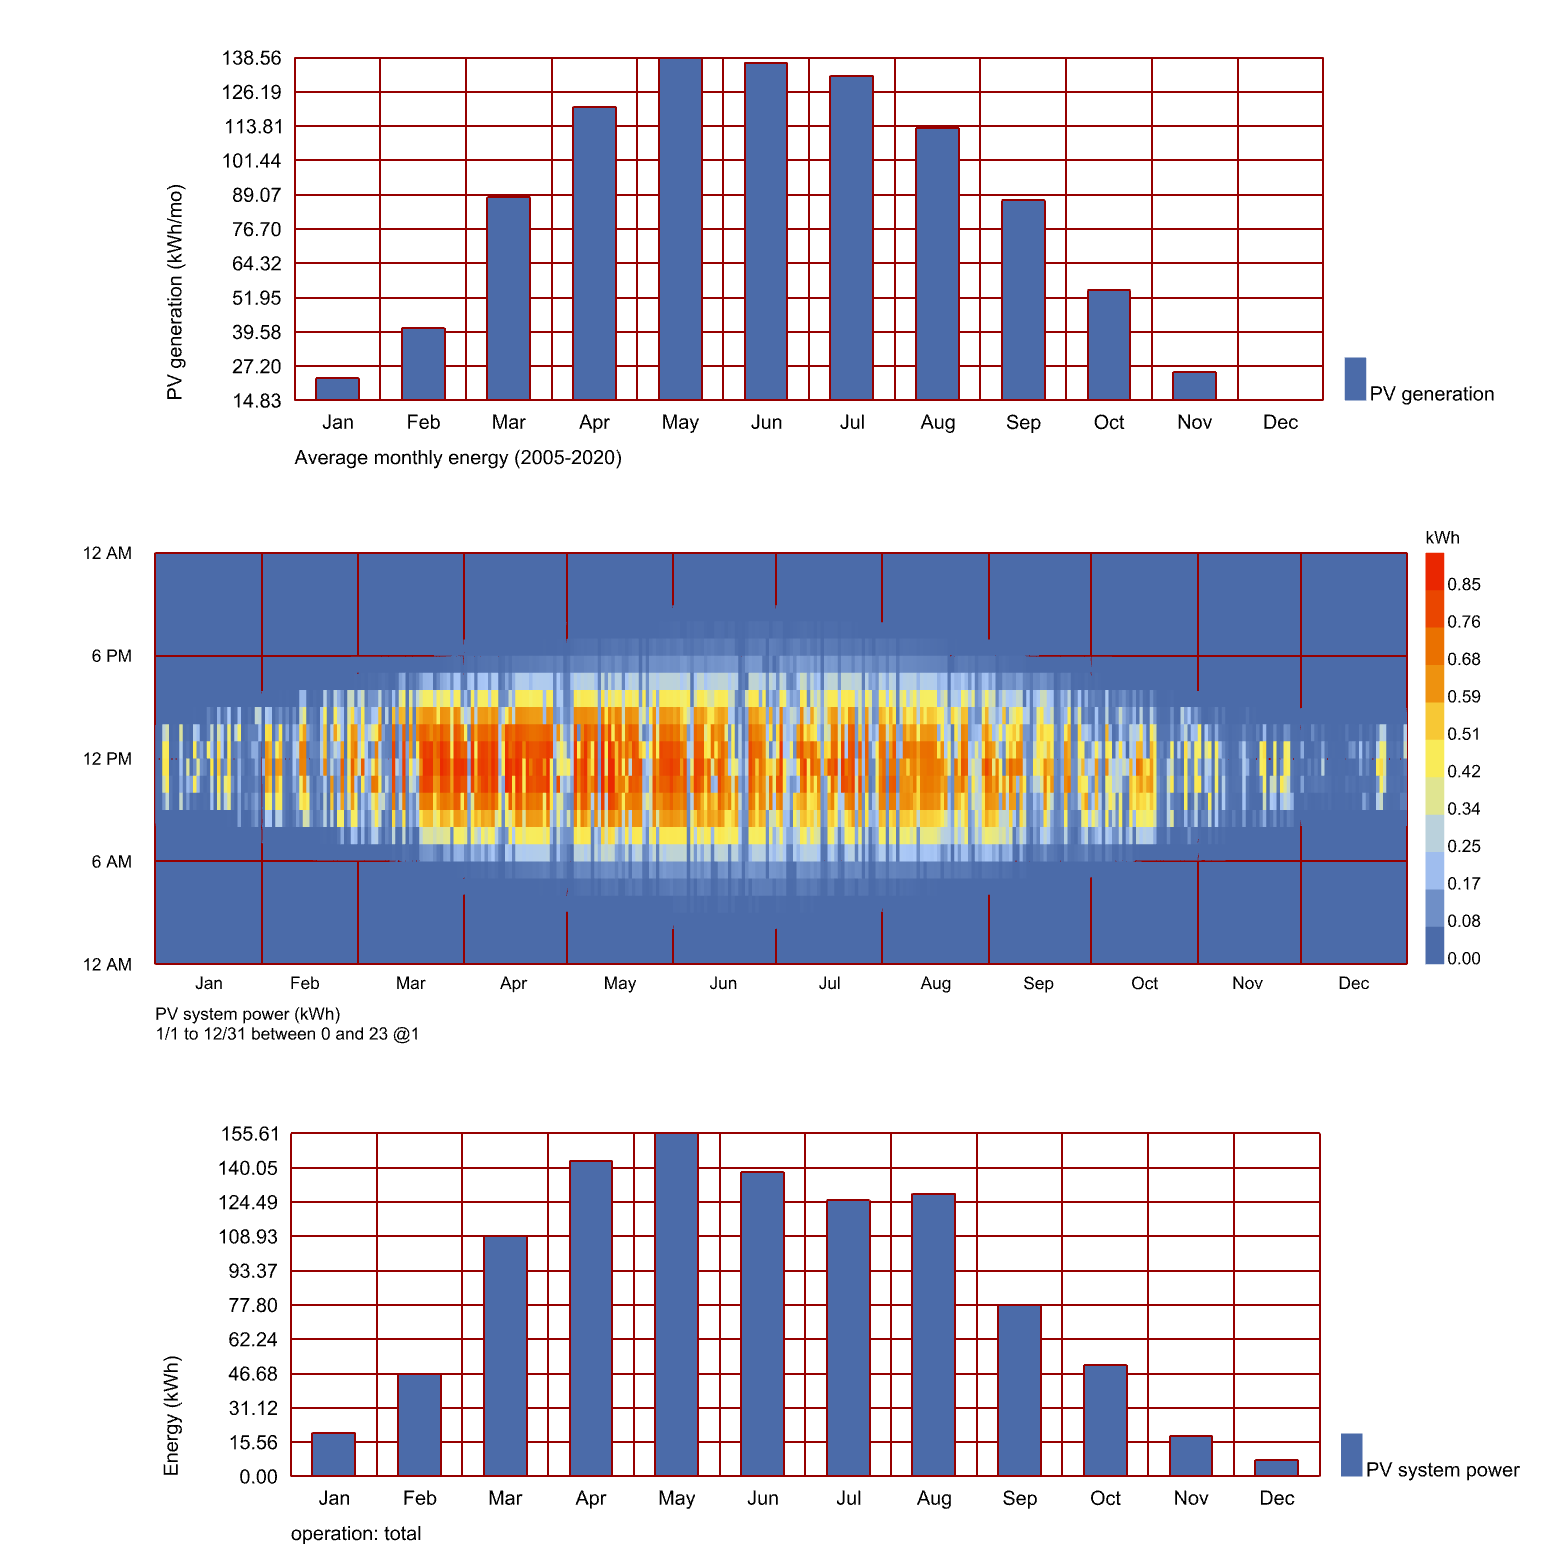 138.56
126.19
113.81
101.44
89.07
76.70
64.32
51.95
39.58
27.20
14.83
PV generation (kWh/mo)
Jan Feb Mar Apr May Jun Jul Aug Sep Oct Nov Dec
PV generation
Average monthly energy (2005-2020)
kWh
12 AM
6 PM
12 PM
6 AM
12 AM
0.85
0.76
0.68
0.59
0.51
0.42
0.34
0.25
0.17
0.08
0.00
Jan Feb Mar Apr May Jun Jul Aug Sep Oct Nov Dec
PV system power (kWh)
1/1 to 12/31 between 0 and 23 @1
155.61
140.05
124.49
108.93
93.37
77.80
62.24
46.68
31.12
15.56
0.00
Energy (kWh)
Jan Feb Mar Apr May Jun Jul Aug Sep Oct Nov Dec
PV system power
operation: total